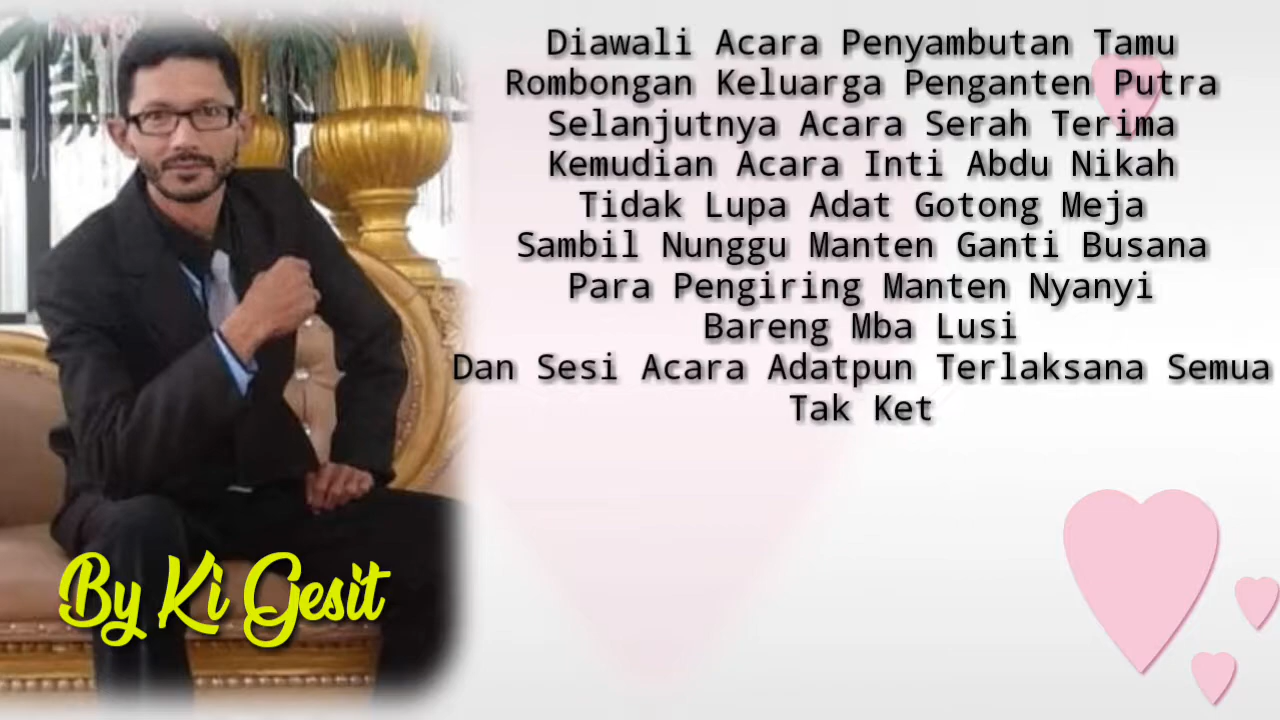 Diawali Acara Penyambutan Tamu
Rombongan Keluarga Penganten Putra
Selanjutnya Acara Serah Terima
Kemudian Acara Inti Abdu Nikah
Tidak Lupa Adat Gotong Meja
Sambil Nunggu Manten Ganti Busana
Para Pengiring Manten Nyanyi
Bareng Mba Lusi
Dan Sesi Acara Adatpun Terlaksana Semua
Tak Ket
By Ki Gesit